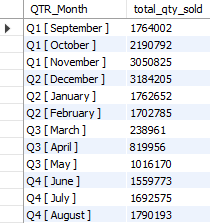 QTR_Month total_qty_sold
Q1 [ September ] 1764002
Q1 [ October ] 2190792
Q1 [ November ] 3050825
Q2 [ December ] 3184205
Q2 [ January ] 1762652
Q2 [ February ] 1702785
Q3 [ March ] 238961
Q3 [ April ] 819956
Q3 [ May ] 1016170
Q4 [ June ] 1559773
Q4 [ July ] 1692575
Q4 [ August ] 1790193